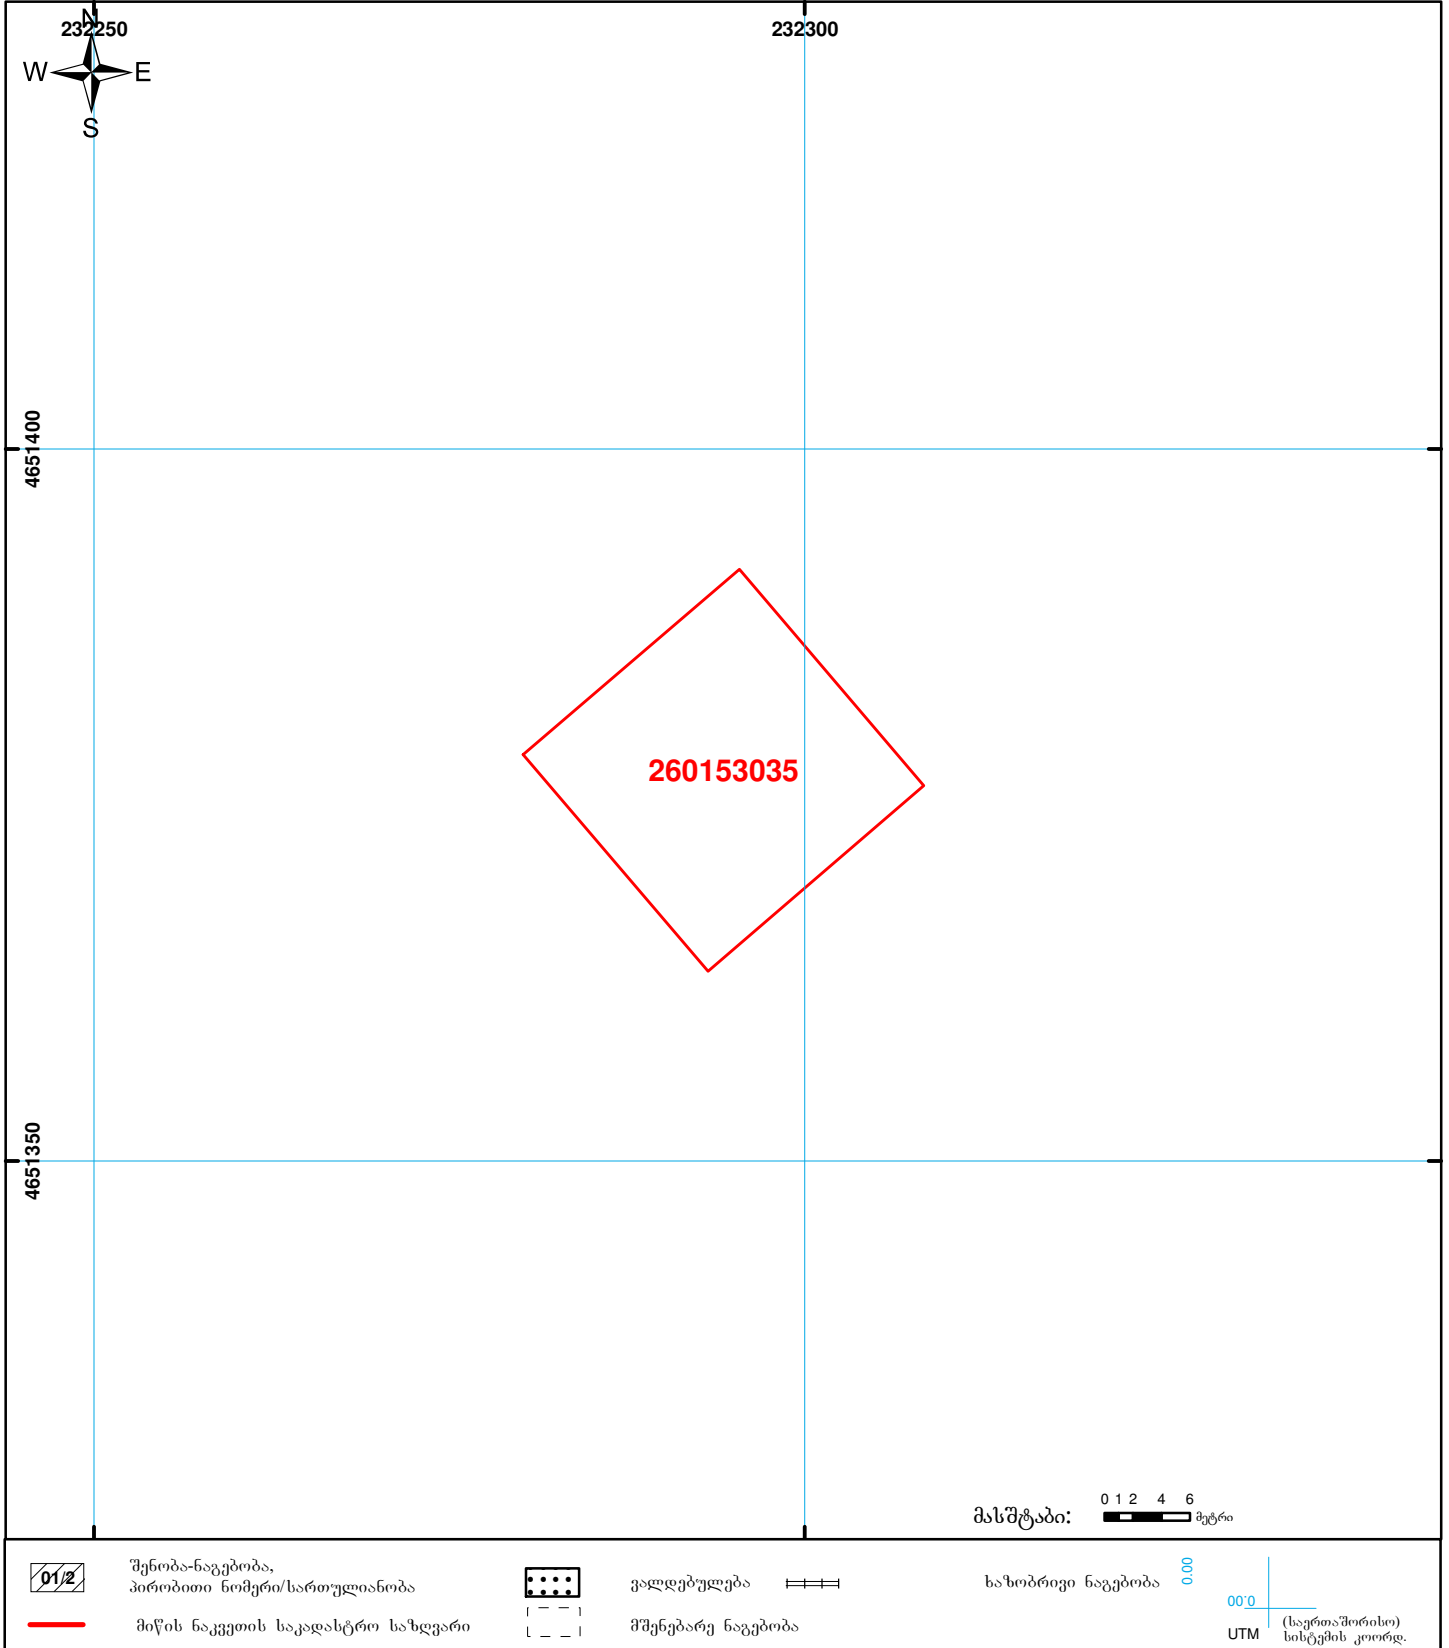 232250
232300
N
W
E
S
4651400
260153035
4651350
მასშტაბი:
0 1 2 4 6
მეტრი
01/2
შენობა-ნაგებობა,
პირობითი ნომერი/სართულიანობა
მიწის ნაკვეთის საკადასტრო საზღვარი
ვალდებულება
მშენებარე ნაგებობა
ხაზობრივი ნაგებობა
0.00
0.00
UTM
(საერთაშორისო)
სისტემის კოორდ.